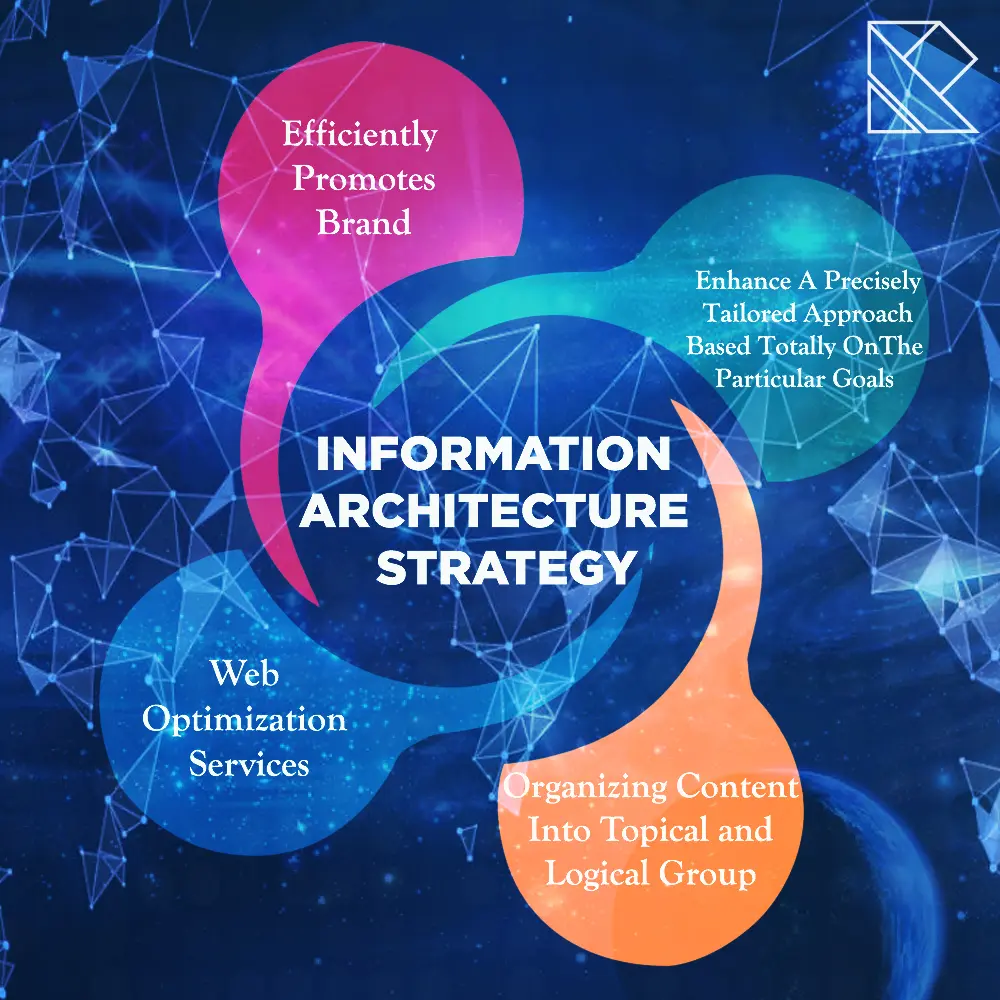 Efficiently
Promotes
Brand
Enhance A Precisely
Tailored Approach
Based Totally OnThe
Particular Goals
INFORMATION
ARCHITECTURE
STRATEGY
Web
Optimization
Services
Organizing Content
Into Topical and
Logical Group